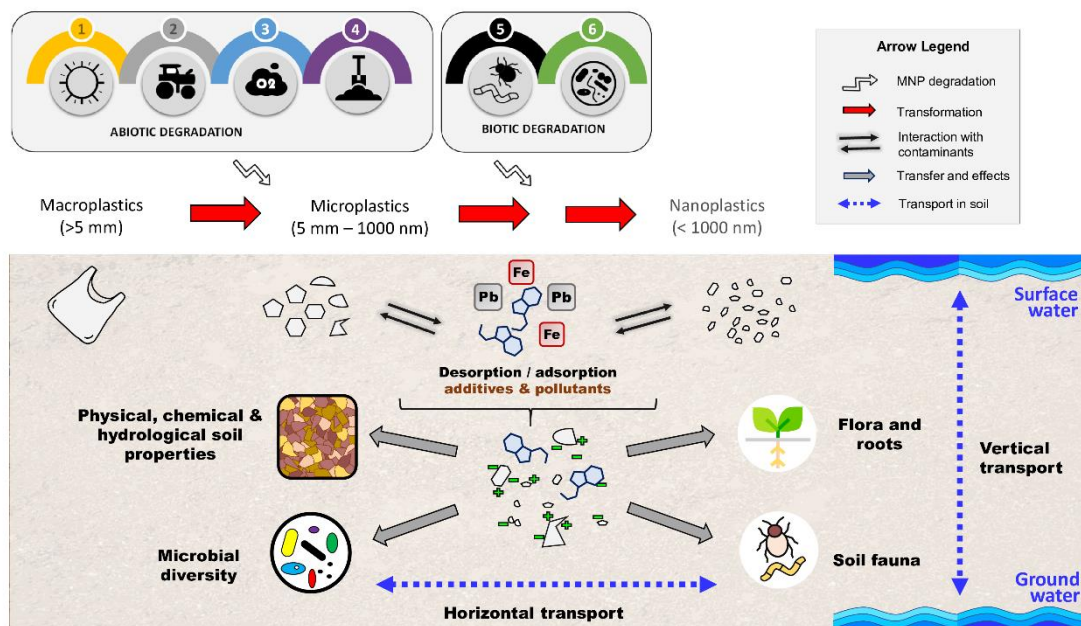 1
2
3
4
5
6
O2
ABIOTIC DEGRADATION
BIOTIC DEGRADATION
Arrow Legend
MNP degradation
Transformation
Interaction with
contaminants
Transfer and effects
Transport in soil
Macroplastics
(>5 mm)
Microplastics
(5 mm – 1000 nm)
Nanoplastics
(< 1000 nm)
Fe
Pb
Pb
Fe
Desorption / adsorption
additives & pollutants
Surface
water
Physical, chemical &
hydrological soil
properties
Flora and
roots
Vertical
transport
Microbial
diversity
Soil fauna
Horizontal transport
Ground
water